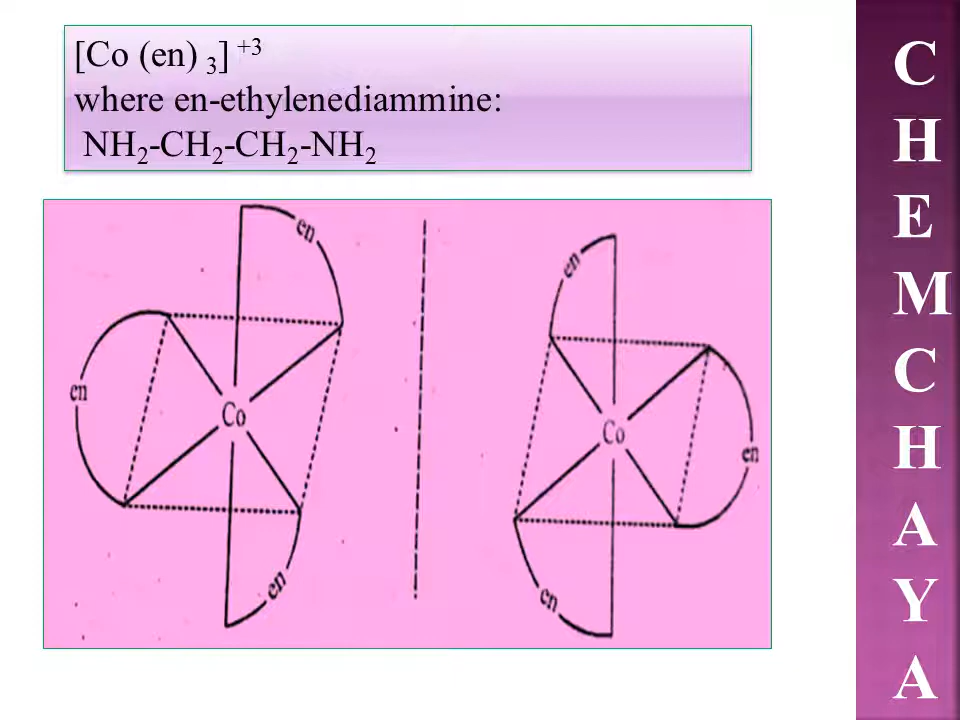 [Co (en) ₃] ⁺³
where en-ethylenediammine:
NH₂-CH₂-CH₂-NH₂
en
en
en
Co
en
en
Co
en
en
C
H
E
M
C
H
A
Y
A